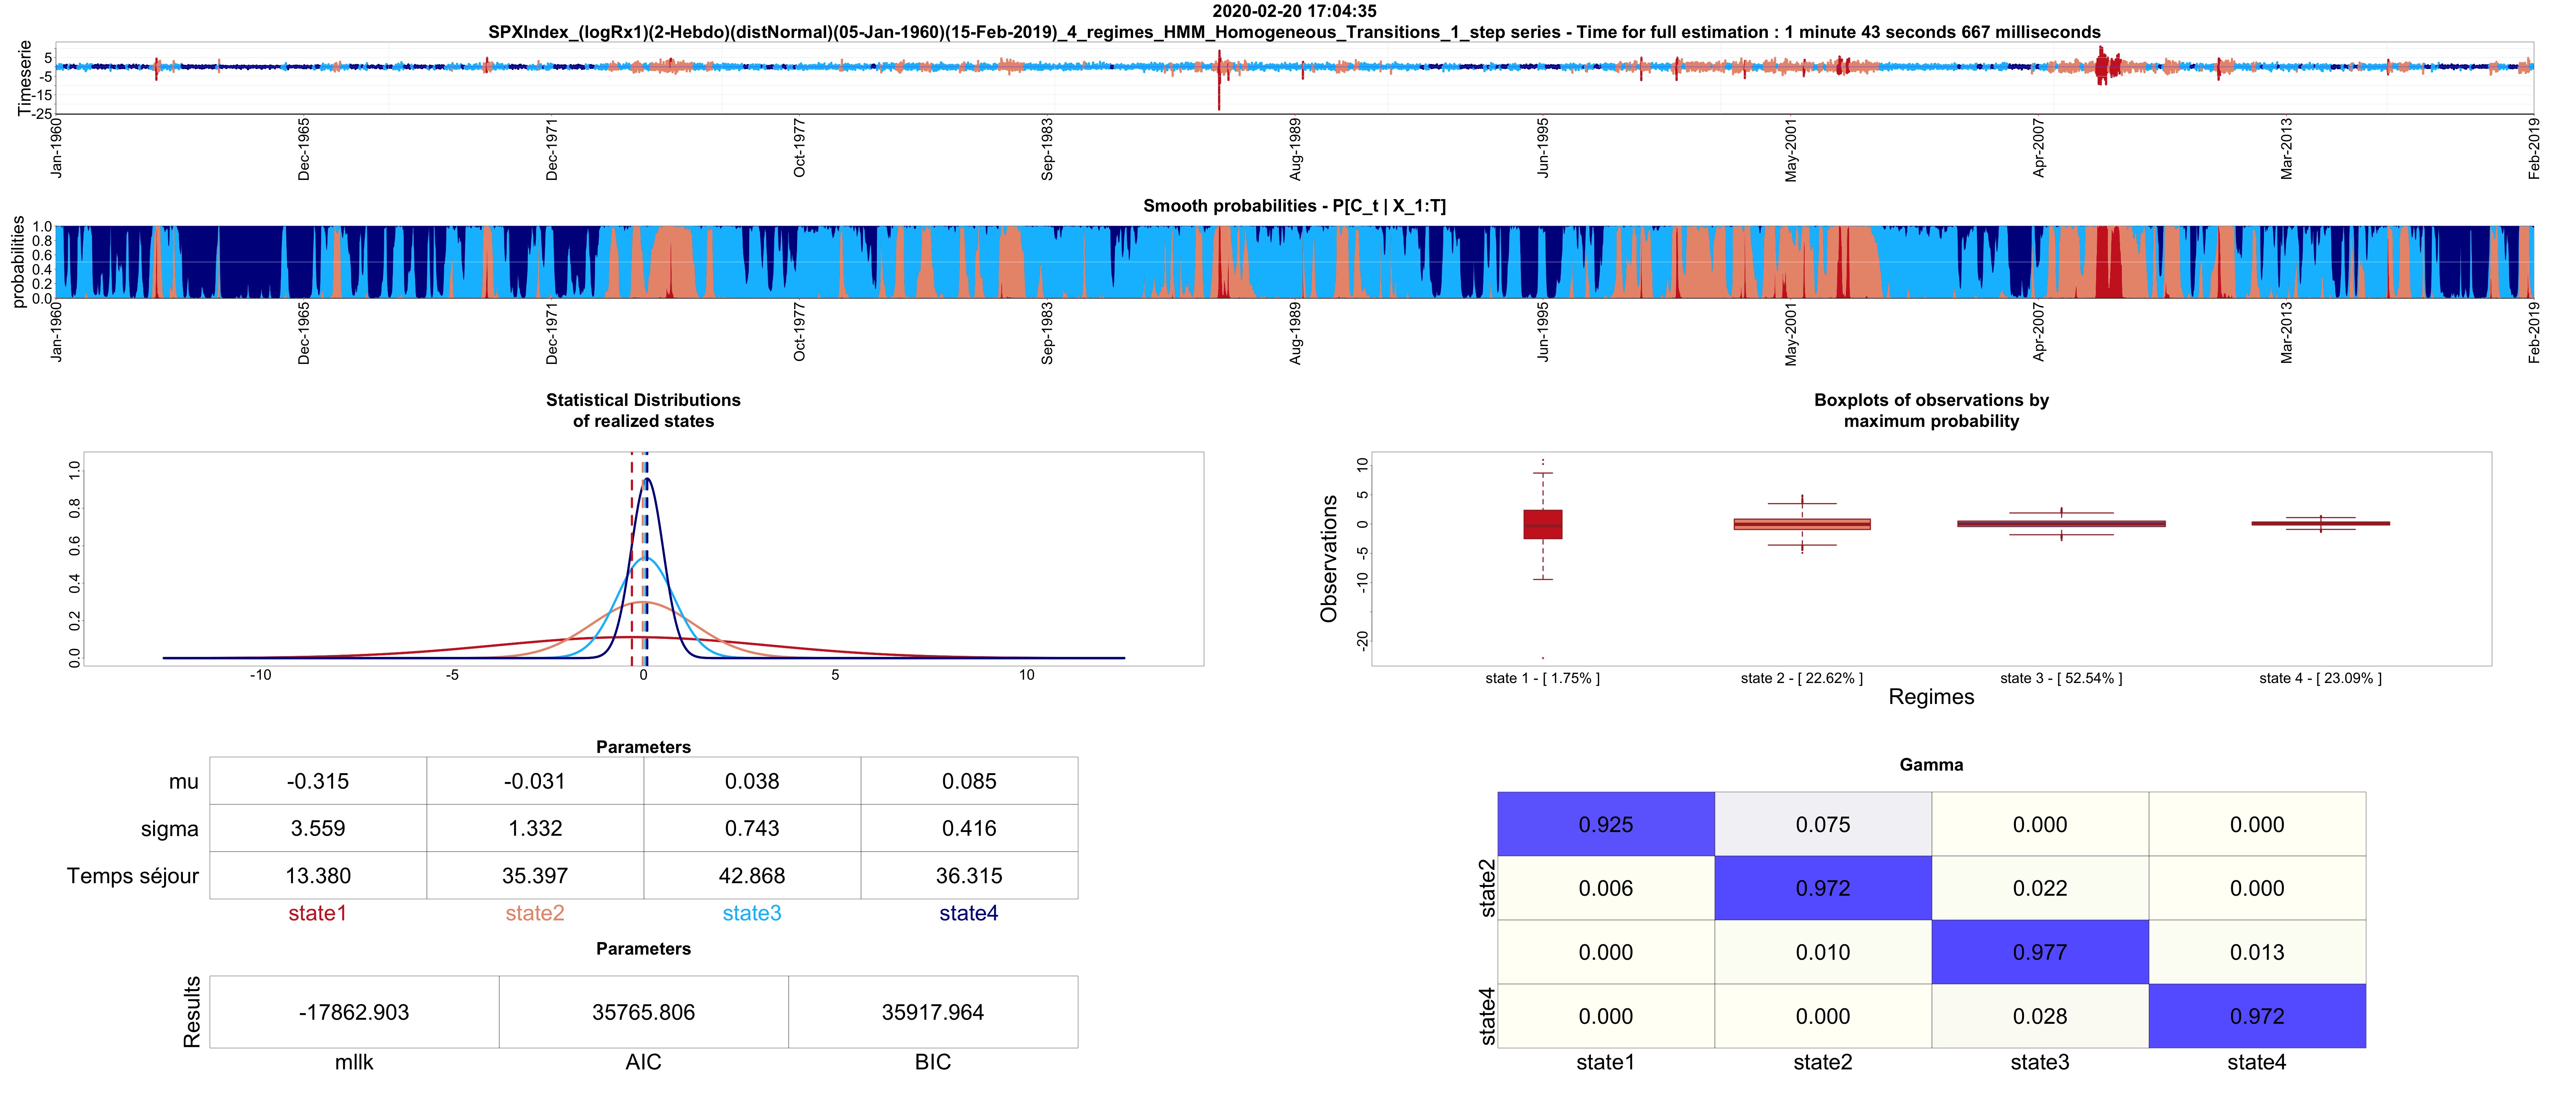 2020-02-20 17:04:35
SPXIndex_(logRx1)(2-Hebdo)(distNormal)(05-Jan-1960)(15-Feb-2019)_4_regimes_HMM_Homogeneous_Transitions_1_step series - Time for full estimation : 1 minute 43 seconds 667 milliseconds
Timeserie
5
-5
-15
-25
Jan-1960
Dec-1965
Dec-1971
Oct-1977
Sep-1983
Aug-1989
Jun-1995
May-2001
Apr-2007
Mar-2013
Feb-2019
Smooth probabilities - P[C_t | X_1:T]
probabilities
1.0
0.8
0.6
0.4
0.2
0.0
Jan-1960
Dec-1965
Dec-1971
Oct-1977
Sep-1983
Aug-1989
Jun-1995
May-2001
Apr-2007
Mar-2013
Feb-2019
Statistical Distributions
of realized states
1.0
0.8
0.6
0.4
0.2
0.0
-10
-5
0
5
10
Boxplots of observations by
maximum probability
Observations
10
5
0
-5
-10
-20
state 1 - [ 1.75% ]
state 2 - [ 22.62% ]
state 3 - [ 52.54% ]
state 4 - [ 23.09% ]
Regimes
Parameters
mu -0.315 -0.031 0.038 0.085
sigma 3.559 1.332 0.743 0.416
Temps séjour 13.380 35.397 42.868 36.315
state1 state2 state3 state4
Parameters
Results -17862.903 35765.806 35917.964
mllk AIC BIC
Gamma
0.925 0.075 0.000 0.000
state2 0.006 0.972 0.022 0.000
0.000 0.010 0.977 0.013
state4 0.000 0.000 0.028 0.972
state1 state2 state3 state4